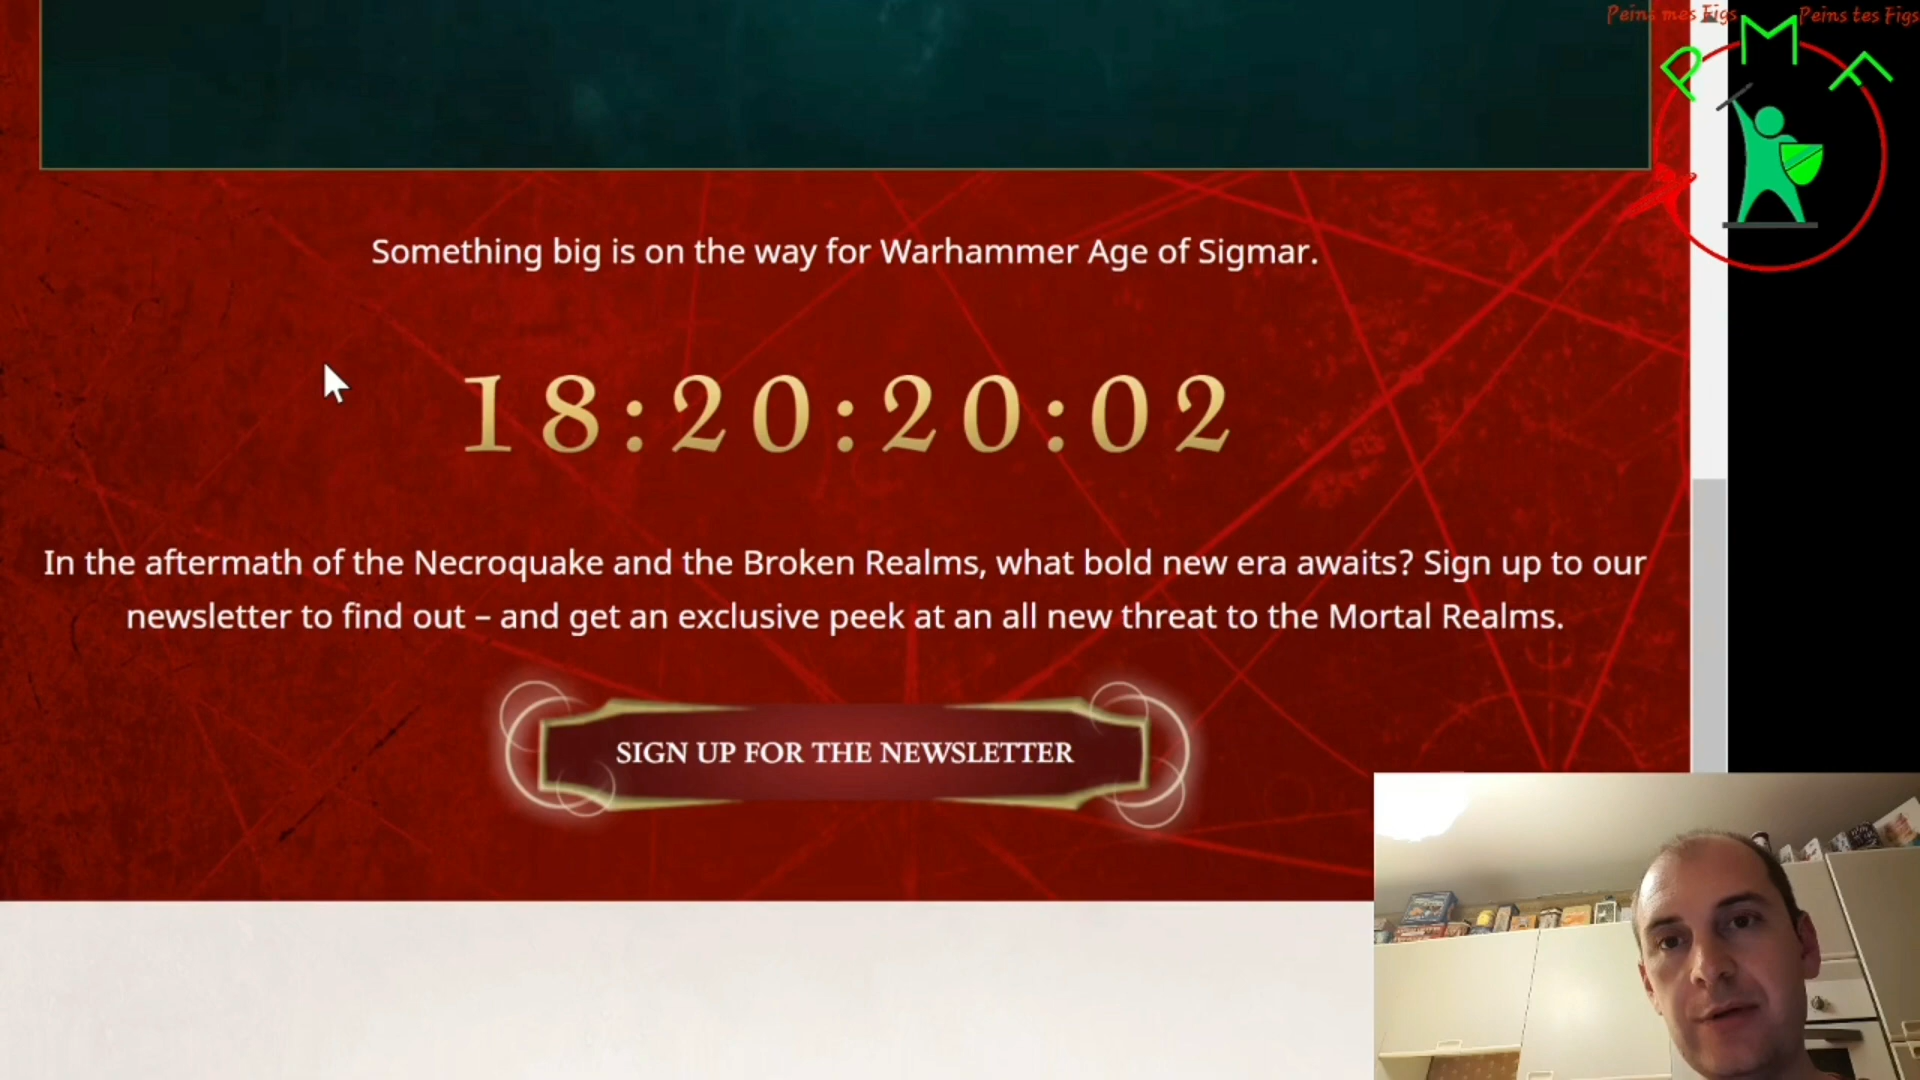 Peins mes Figs Peins tes Figs
P M F
Something big is on the way for Warhammer Age of Sigmar.
18:20:20:02
In the aftermath of the Necroquake and the Broken Realms, what bold new era awaits? Sign up to our
newsletter to find out – and get an exclusive peek at an all new threat to the Mortal Realms.
SIGN UP FOR THE NEWSLETTER